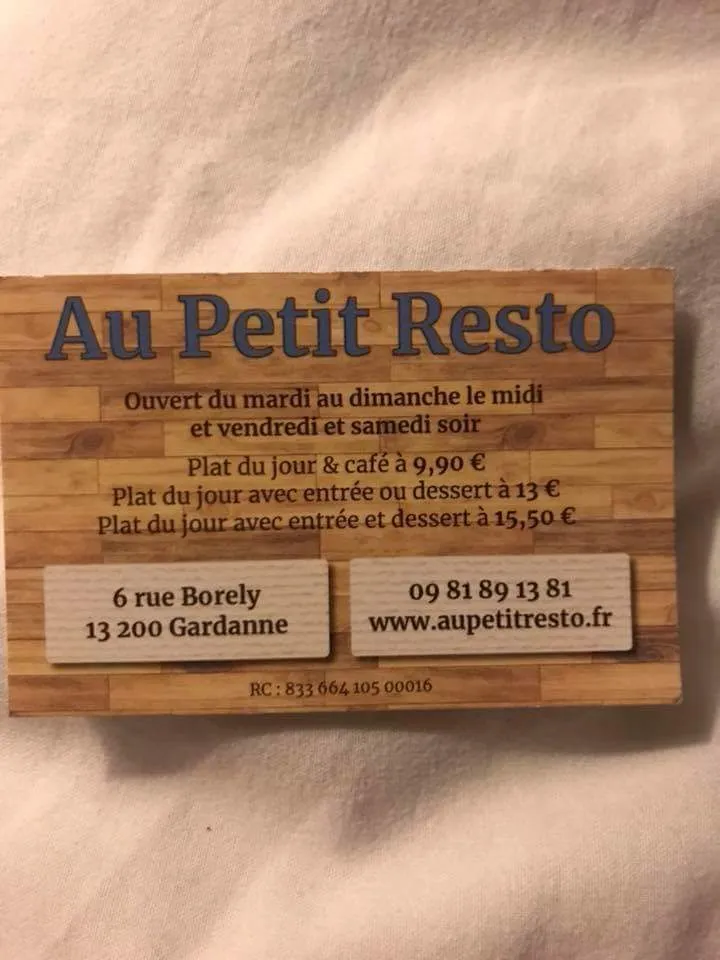 Au Petit Resto
Ouvert du mardi au dimanche le midi
et vendredi et samedi soir
Plat du jour & café à 9,90 €
Plat du jour avec entrée ou dessert à 13 €
Plat du jour avec entrée et dessert à 15,50 €
6 rue Borely
13 200 Gardanne
09 81 89 13 81
www.aupetitresto.fr
RC : 833 664 105 00016